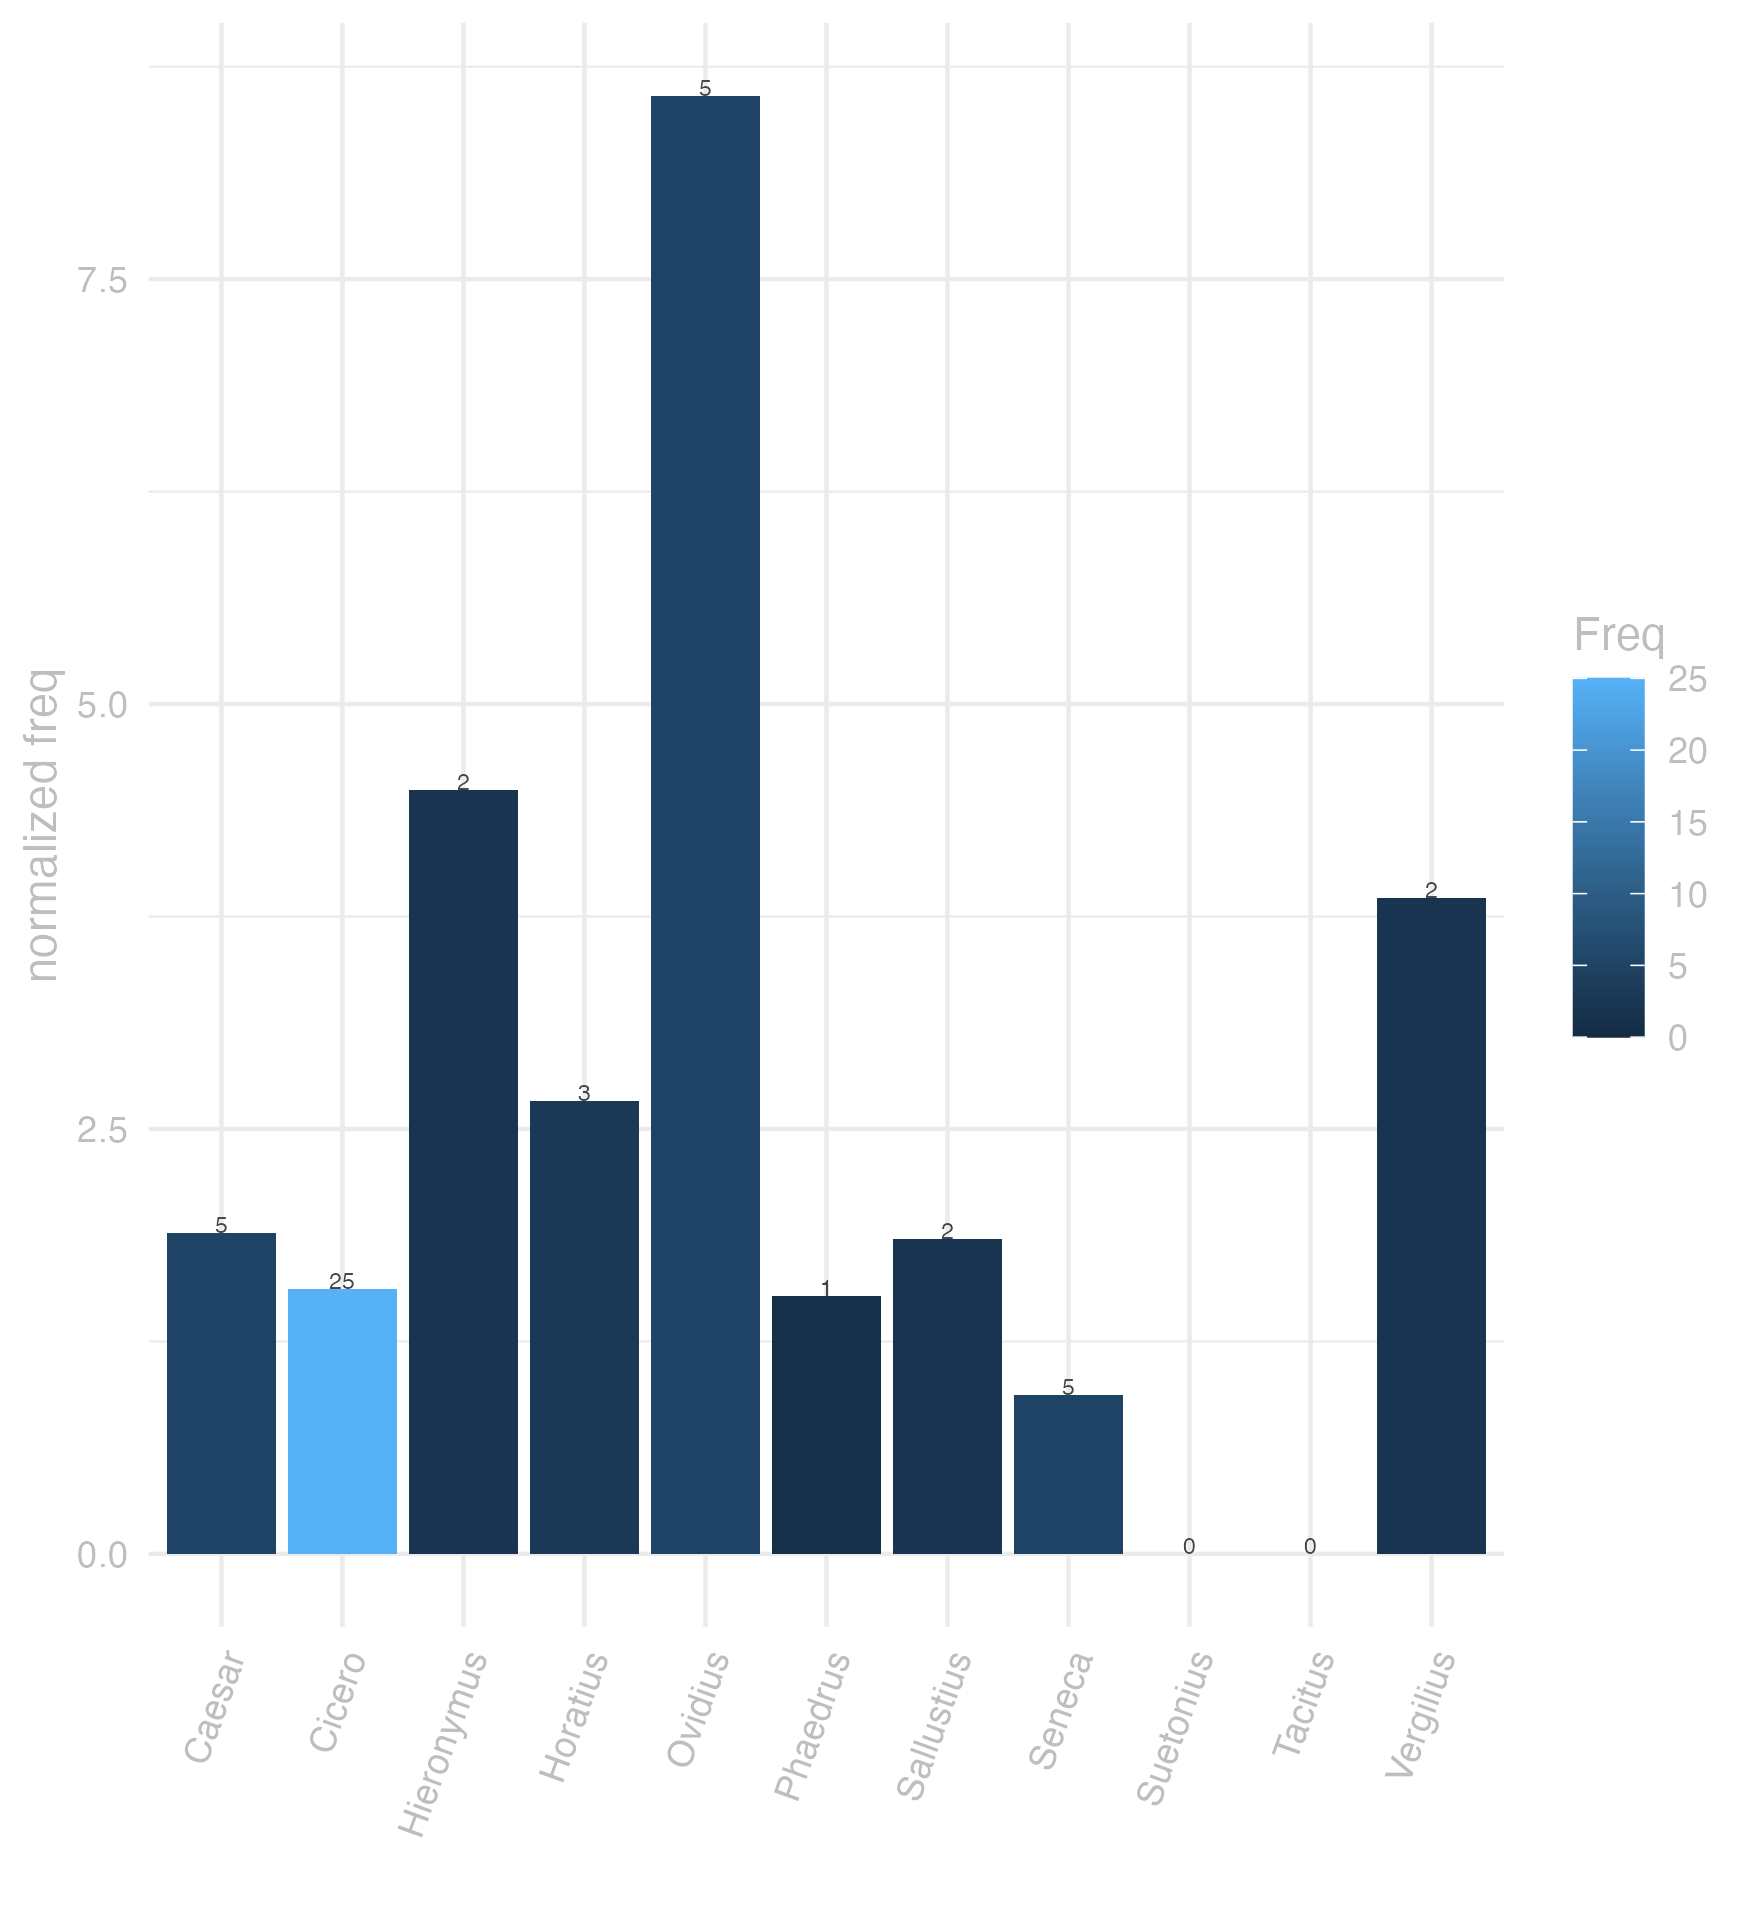 normalized freq
7.5
5.0
2.5
0.0
5
25
2
3
5
1
2
5
0
0
2
Caesar
Cicero
Hieronymus
Horatius
Ovidius
Phaedrus
Sallustius
Seneca
Suetonius
Tacitus
Vergilius
Freq
25
20
15
10
5
0